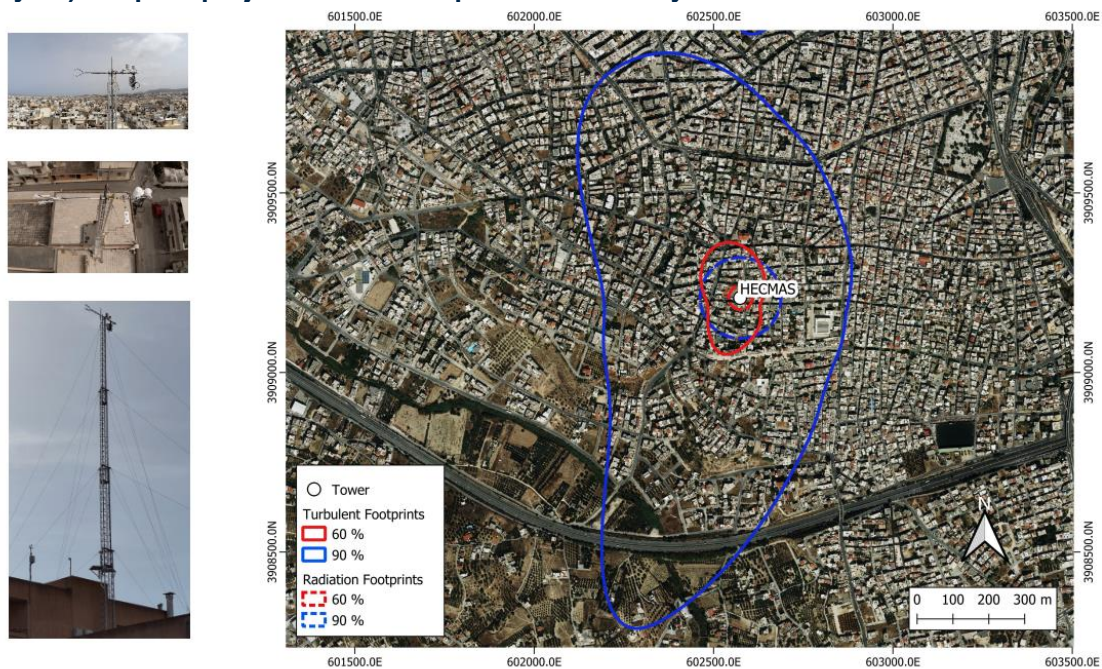 601500.0E 602000.0E 602500.0E 603000.0E 603500.0E
3909500.0N 3909500.0N
HECMAS
3909000.0N 3909000.0N
3908500.0N 3908500.0N
Tower
Turbulent Footprints
60 %
90 %
Radiation Footprints
60 %
90 %
N
0 100 200 300 m
601500.0E 602000.0E 602500.0E 603000.0E 603500.0E